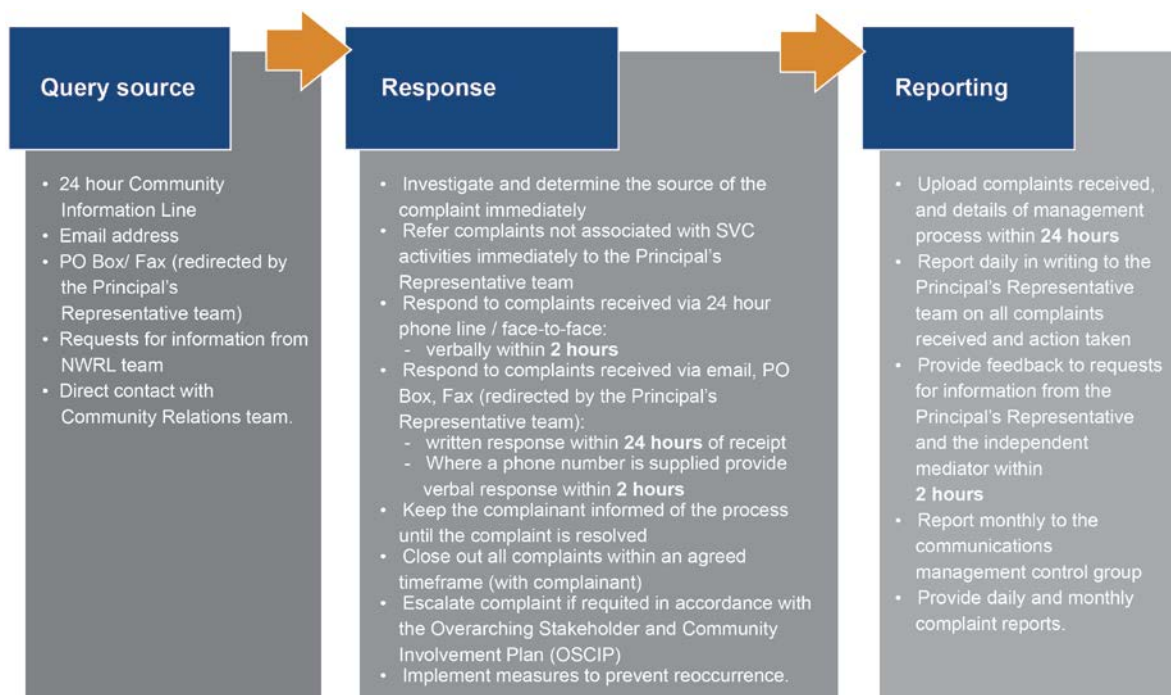 Query source
• 24 hour Community
Information Line
• Email address
• PO Box/ Fax (redirected by
the Principal's
Representative team)
• Requests for information from
NWRL team
• Direct contact with
Community Relations team.
Response
• Investigate and determine the source of the
complaint immediately
• Refer complaints not associated with SVC
activities immediately to the Principal's
Representative team
• Respond to complaints received via 24 hour
phone line / face-to-face:
- verbally within 2 hours
• Respond to complaints received via email, PO
Box, Fax (redirected by the Principal's
Representative team):
- written response within 24 hours of receipt
- Where a phone number is supplied provide
verbal response within 2 hours
• Keep the complainant informed of the process
until the complaint is resolved
• Close out all complaints within an agreed
timeframe (with complainant)
• Escalate complaint if requited in accordance with
the Overarching Stakeholder and Community
Involvement Plan (OSCIP)
• Implement measures to prevent reoccurrence.
Reporting
• Upload complaints received,
and details of management
process within 24 hours
• Report daily in writing to the
Principal's Representative
team on all complaints
received and action taken
• Provide feedback to requests
for information from the
Principal's Representative
and the independent
mediator within
2 hours
• Report monthly to the
communications
management control group
• Provide daily and monthly
complaint reports.